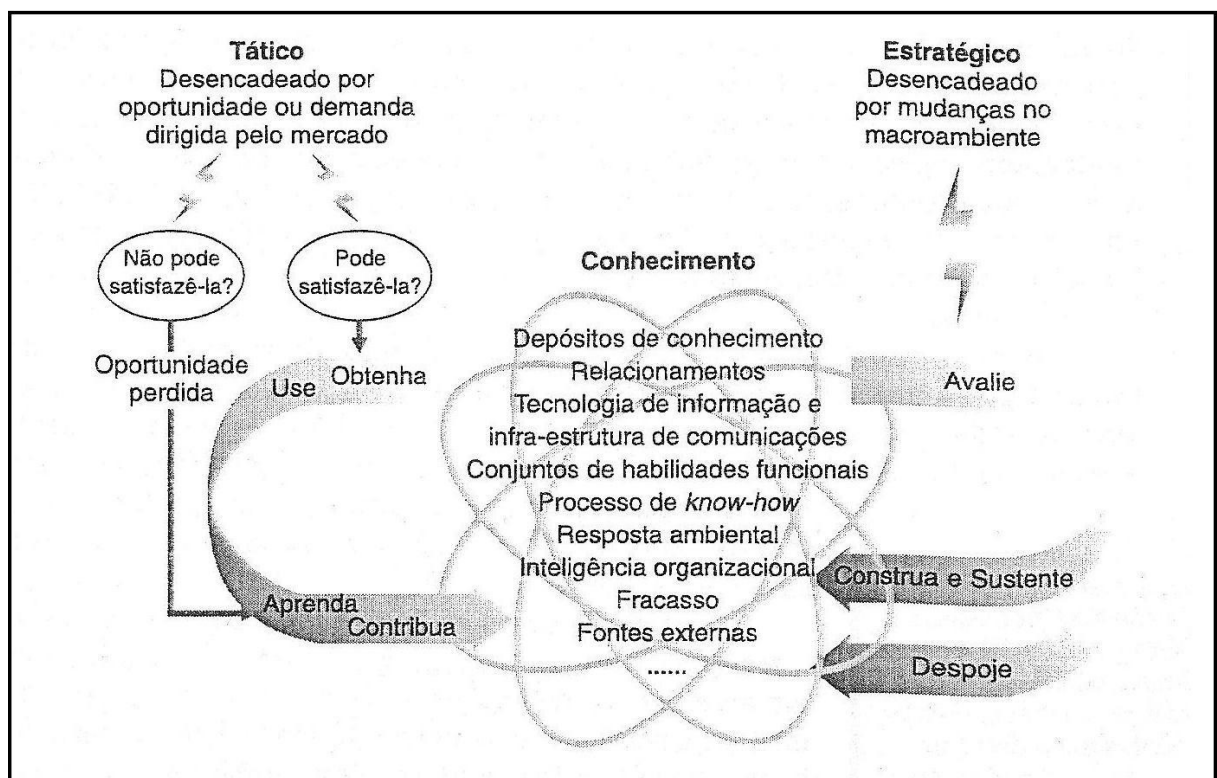 Tático
Desencadeado por
oportunidade ou demanda
dirigida pelo mercado
Estratégico
Desencadeado
por mudanças no
macroambiente
Não pode
satisfazê-la?
Pode
satisfazê-la?
Oportunidade
perdida
Use
Obtenha
Aprenda
Contribua
Conhecimento
Depósitos de conhecimento
Relacionamentos
Tecnologia de informação e
infra-estrutura de comunicações
Conjuntos de habilidades funcionais
Processo de know-how
Resposta ambiental
Inteligência organizacional
Fracasso
Fontes externas
......
Avalie
Construa e Sustente
Despoje